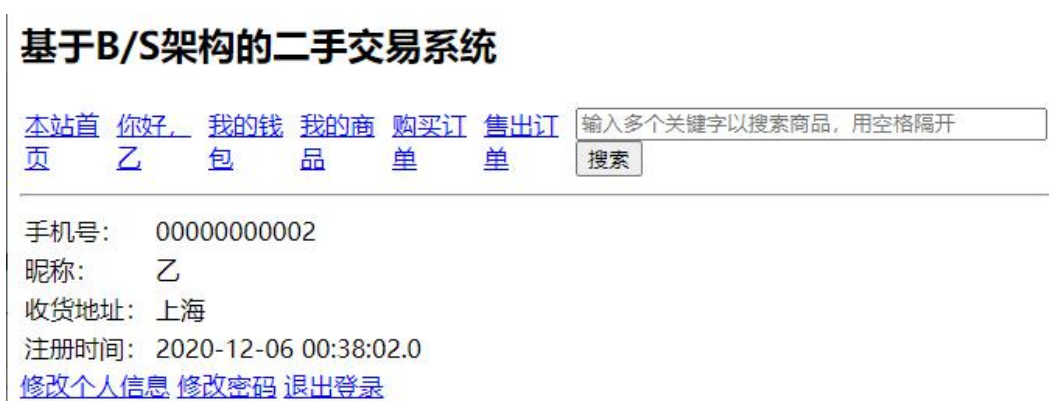 基于B/S架构的二手交易系统
本站首页 你好，乙 我的钱包 我的商品 购买订单 售出订单 输入多个关键字以搜索商品，用空格隔开
搜索
手机号： 00000000002
昵称： 乙
收货地址： 上海
注册时间： 2020-12-06 00:38:02.0
修改个人信息 修改密码 退出登录